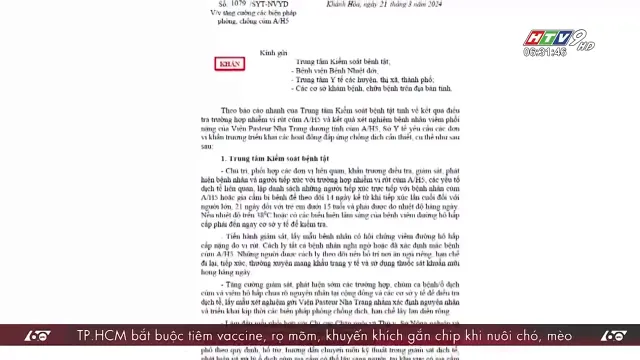 Số: 1079 /SYT-NVYD
Khánh Hòa, ngày 21 tháng 3 năm 2024
V/v tăng cường các biện pháp
phòng, chống cúm A/H5
HTV9 HD
06:31:46
Kính gửi
KHẨN
Trung tâm Kiểm soát bệnh tật,
- Bệnh viện Bệnh Nhiệt đới,
- Trung tâm Y tế các huyện, thị xã, thành phố;
- Các cơ sở khám bệnh, chữa bệnh trên địa bàn tỉnh.
Theo báo cáo nhanh của Trung tâm Kiểm soát bệnh tật tỉnh về kết quả điều
tra trường hợp nhiễm vi rút cúm A/H5 và kết quả xét nghiệm bệnh nhân viêm phổi
nặng của Viện Pasteur Nha Trang dương tính cúm A/H5, Sở Y tế yêu cầu các đơn
vị khẩn trương triển khai các hoạt động đáp ứng chống dịch cần thiết, cụ thể như sau
sau:
1. Trung tâm Kiểm soát bệnh tật
- Chủ trì, phối hợp các đơn vị liên quan, khẩn trương điều tra, giám sát, phát
hiện bệnh nhân và người tiếp xúc với trường hợp nhiễm vi rút cúm A/H5, các yếu tố
dịch tễ liên quan, lập danh sách những người tiếp xúc trực tiếp với bệnh nhân cúm
A/H5 hoặc gia cầm bị bệnh để theo dõi 14 ngày kể từ khi tiếp xúc lần cuối đối với
người lớn, 21 ngày đối với trẻ em dưới 15 tuổi và phải được đo nhiệt độ hàng ngày.
Nếu nhiệt độ trên 38°C hoặc có các biểu hiện lâm sàng của bệnh viêm đường hô hấp
cấp phải đến ngay cơ sở y tế để kiểm tra.
Tiến hành giám sát, lấy mẫu bệnh nhân có hội chứng viêm đường hô hấp
cấp nặng do vi rút. Cách ly tất cả bệnh nhân nghi ngờ hoặc đã xác định mắc bệnh
cúm A/H5. Những người được cách ly theo dõi nên bố trí nơi ăn ngủ riêng, hạn chế
đi lại, tiếp xúc, thường xuyên mang khẩu trang y tế và sử dụng thuốc sát khuẩn mũi
họng hàng ngày.
- Tăng cường giám sát, phát hiện sớm các trường hợp, chùm ca bệnh/ổ dịch
cúm và viêm hô hấp chưa rõ nguyên nhân tại cộng đồng và các cơ sở y tế để điều tra
dịch tễ, lấy mẫu xét nghiệm gửi Viện Pasteur Nha Trang nhằm xác định nguyên nhân
và triển khai kịp thời các biện pháp phòng chống dịch, hạn chế lây lan diện rộng
TP.HCM bắt buộc tiêm vaccine, rọ mõm, khuyến khích gắn chip khi nuôi chó, mèo